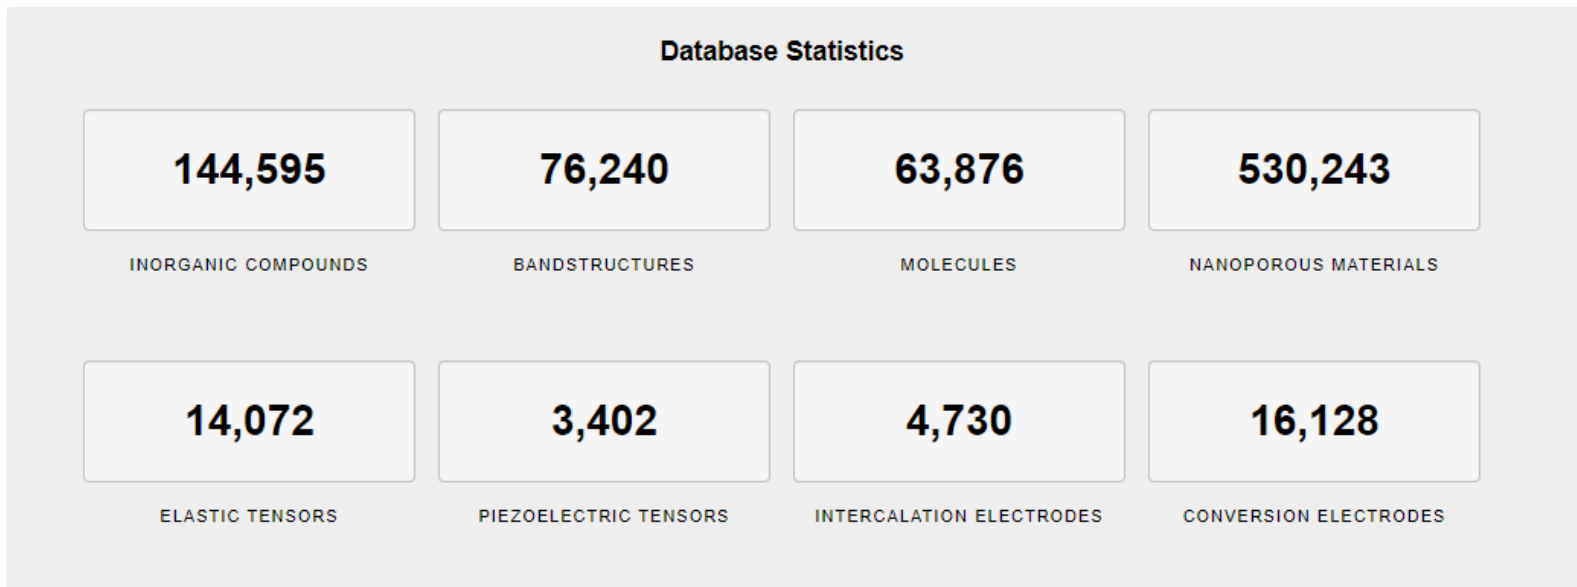 Database Statistics
144,595 76,240 63,876 530,243
INORGANIC COMPOUNDS BANDSTRUCTURES MOLECULES NANOPOROUS MATERIALS
14,072 3,402 4,730 16,128
ELASTIC TENSORS PIEZOELECTRIC TENSORS INTERCALATION ELECTRODES CONVERSION ELECTRODES